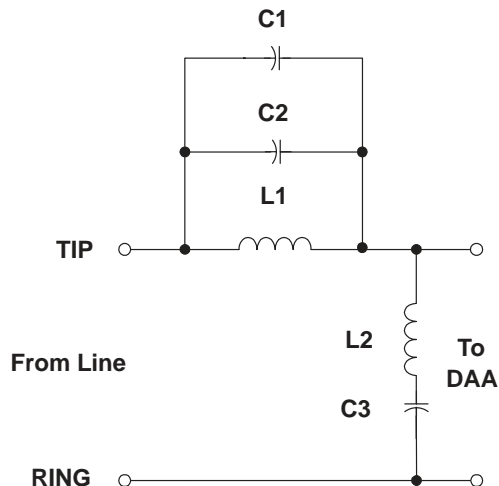 C1
C2
L1
TIP
L2
From Line
To
DAA
C3
RING